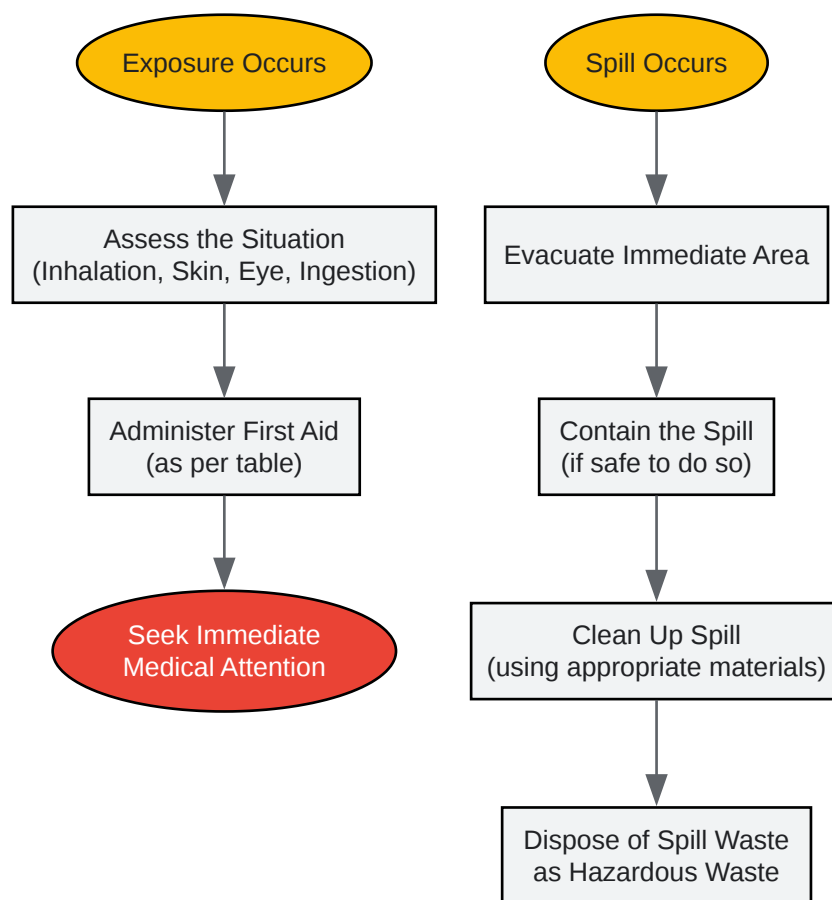 Exposure Occurs
Assess the Situation
(Inhalation, Skin, Eye, Ingestion)
Administer First Aid
(as per table)
Seek Immediate
Medical Attention
Spill Occurs
Evacuate Immediate Area
Contain the Spill
(if safe to do so)
Clean Up Spill
(using appropriate materials)
Dispose of Spill Waste
as Hazardous Waste